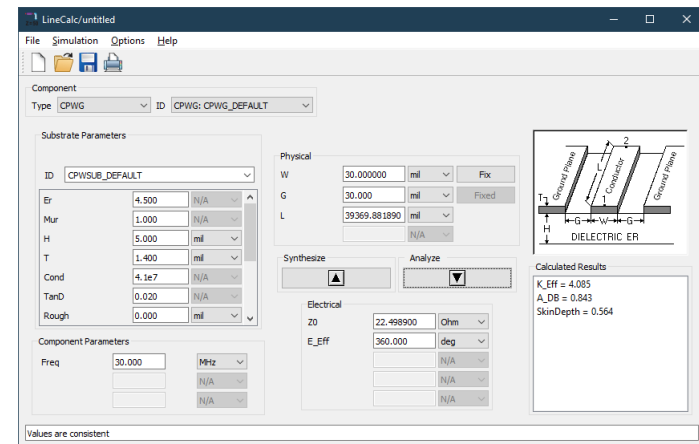 LineCalc/untitled
File Simulation Options Help
Component
Type CPWG ID CPWG: CPWG_DEFAULT
Substrate Parameters
ID CPWSUB_DEFAULT
Er 4.500 N/A
Mur 1.000 N/A
H 5.000 mil
T 1.400 mil
Cond 4.1e7 N/A
TanD 0.020 N/A
Rough 0.000 mil
Component Parameters
Freq 30.000 MHz
N/A
N/A
Physical
W 30.000000 mil Fix
G 30.000 mil Fixed
L 39369.881890 mil
N/A
Synthesize Analyze
Electrical
Z0 22.498900 Ohm
E_Eff 360.000 deg
N/A
N/A
N/A
2
Ground Plane L Conductor Ground Plane
T 1
G W G
H
DIELECTRIC ER
Calculated Results
K_Eff = 4.085
A_DB = 0.843
SkinDepth = 0.564
Values are consistent